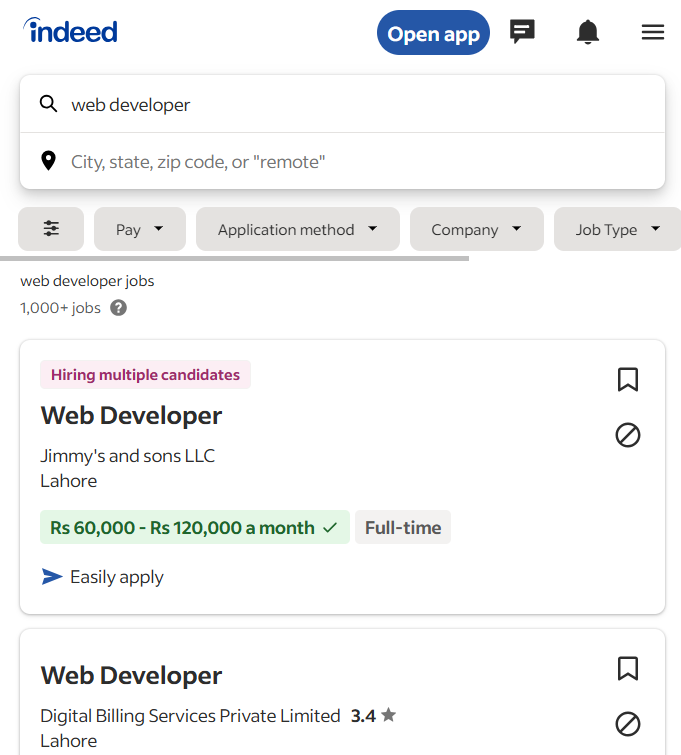 indeed
Open app
web developer
City, state, zip code, or "remote"
Pay Application method Company Job Type
web developer jobs
1,000+ jobs ?
Hiring multiple candidates
Web Developer
Jimmy's and sons LLC
Lahore
Rs 60,000 - Rs 120,000 a month Full-time
Easily apply
Web Developer
Digital Billing Services Private Limited 3.4
Lahore